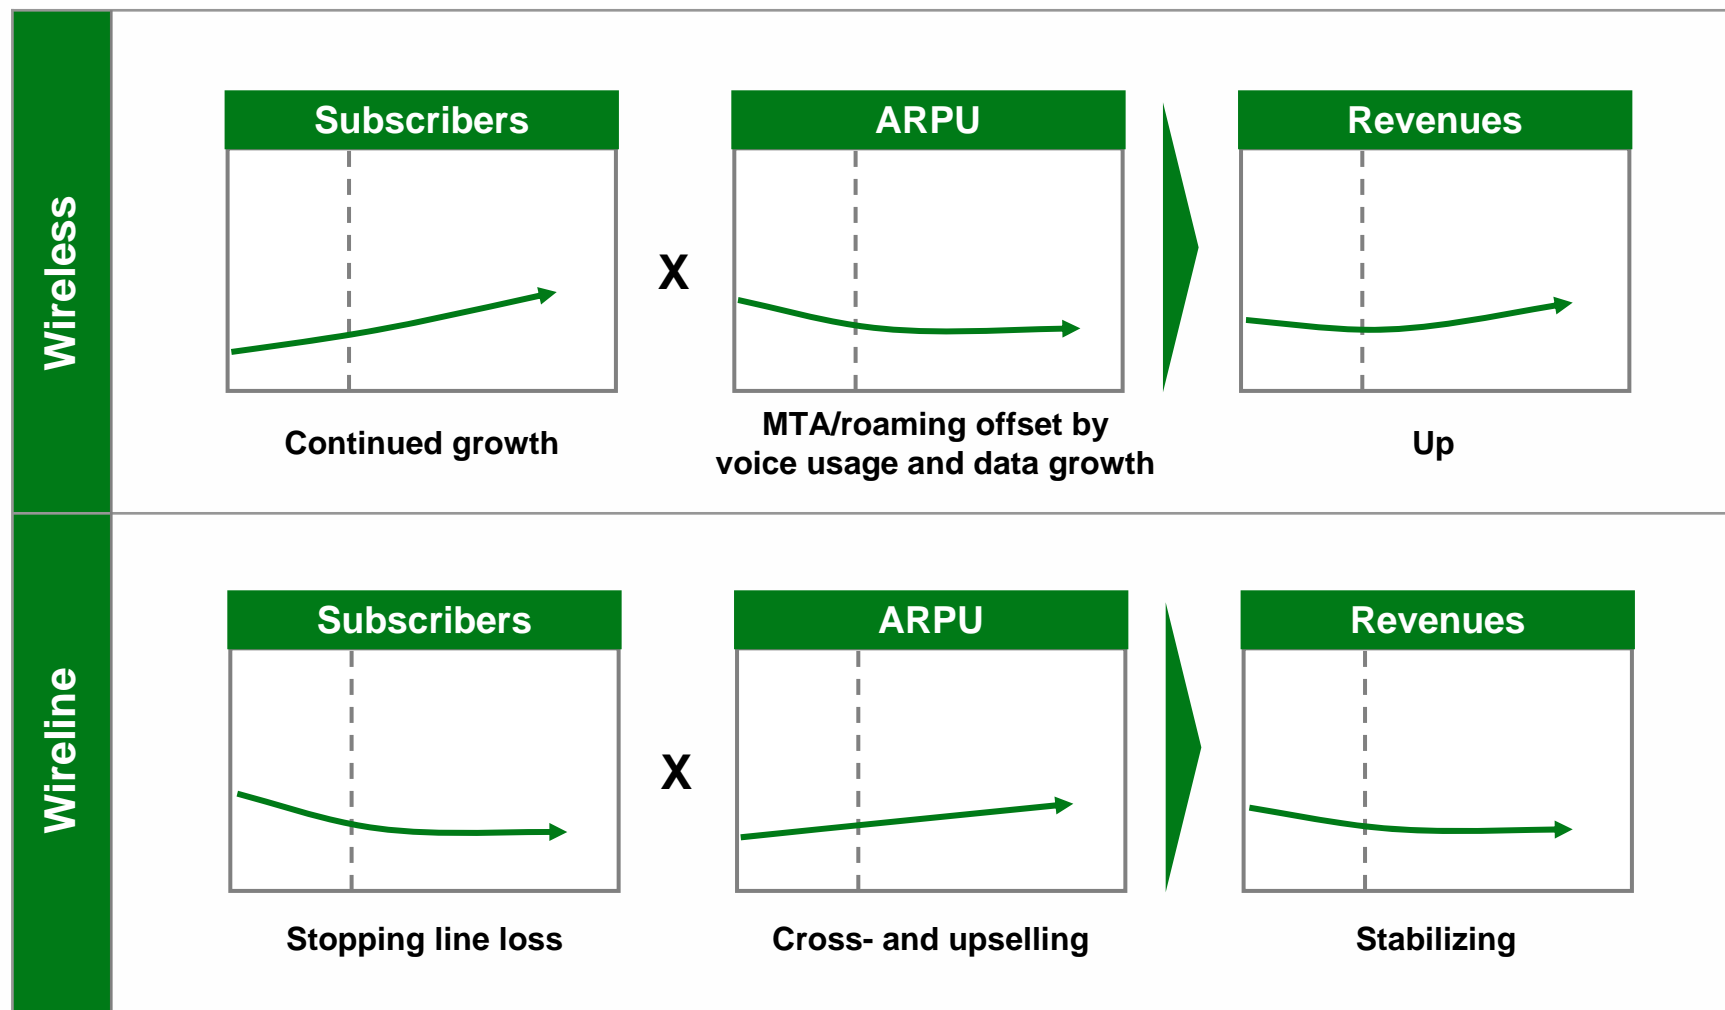 Wireless
Subscribers
ARPU
Revenues
X
Continued growth
MTA/roaming offset by
voice usage and data growth
Up
Wireline
Subscribers
ARPU
Revenues
X
Stopping line loss
Cross- and upselling
Stabilizing